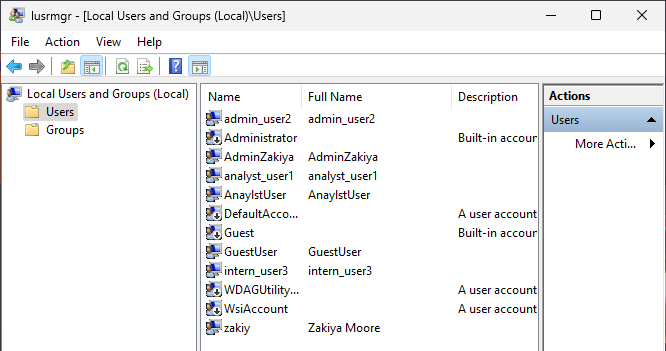 lusrmgr - [Local Users and Groups (Local)\Users]
File Action View Help
Local Users and Groups (Local)
Users
Groups
Name Full Name Description
admin_user2 admin_user2
Administrator Built-in accour
AdminZakiya AdminZakiya
analyst_user1 analyst_user1
AnaylstUser AnaylstUser
DefaultAcco... A user account
Guest Built-in accour
GuestUser GuestUser
intern_user3 intern_user3
WDAGUtility... A user account
WsiAccount A user account
zakiy Zakiya Moore
Actions
Users
More Acti...